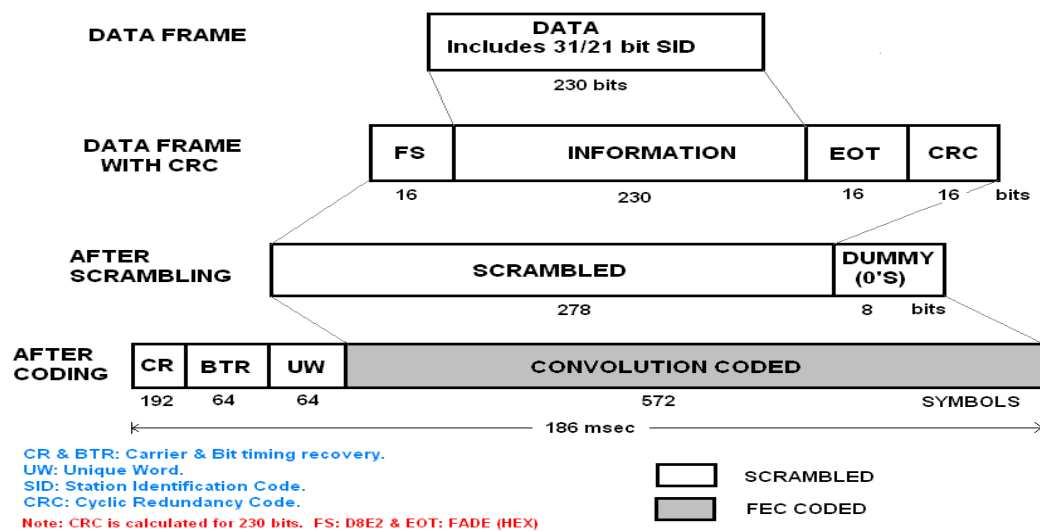 DATA FRAME
DATA
Includes 31/21 bit SID
230 bits
DATA FRAME
WITH CRC
FS
INFORMATION
EOT
CRC
16
230
16
16
bits
AFTER
SCRAMBLING
SCRAMBLED
DUMMY
(0'S)
278
8
bits
AFTER
CODING
CR
BTR
UW
CONVOLUTION CODED
192
64
64
572
SYMBOLS
186 msec
CR & BTR: Carrier & Bit timing recovery.
UW: Unique Word.
SID: Station Identification Code.
CRC: Cyclic Redundancy Code.
Note: CRC is calculated for 230 bits. FS: D8E2 & EOT: FADE (HEX)
SCRAMBLED
FEC CODED